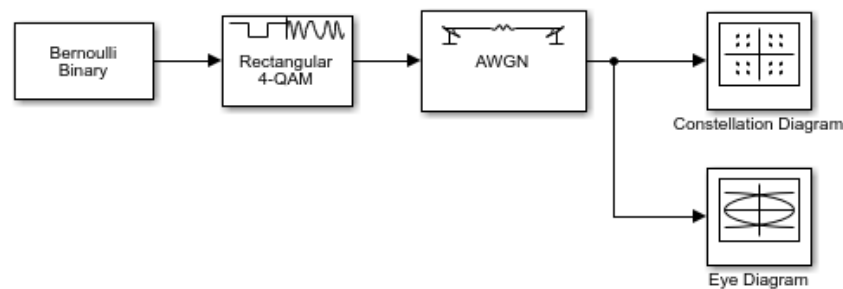 Bernoulli
Binary
Rectangular
4-QAM
AWGN
Constellation Diagram
Eye Diagram